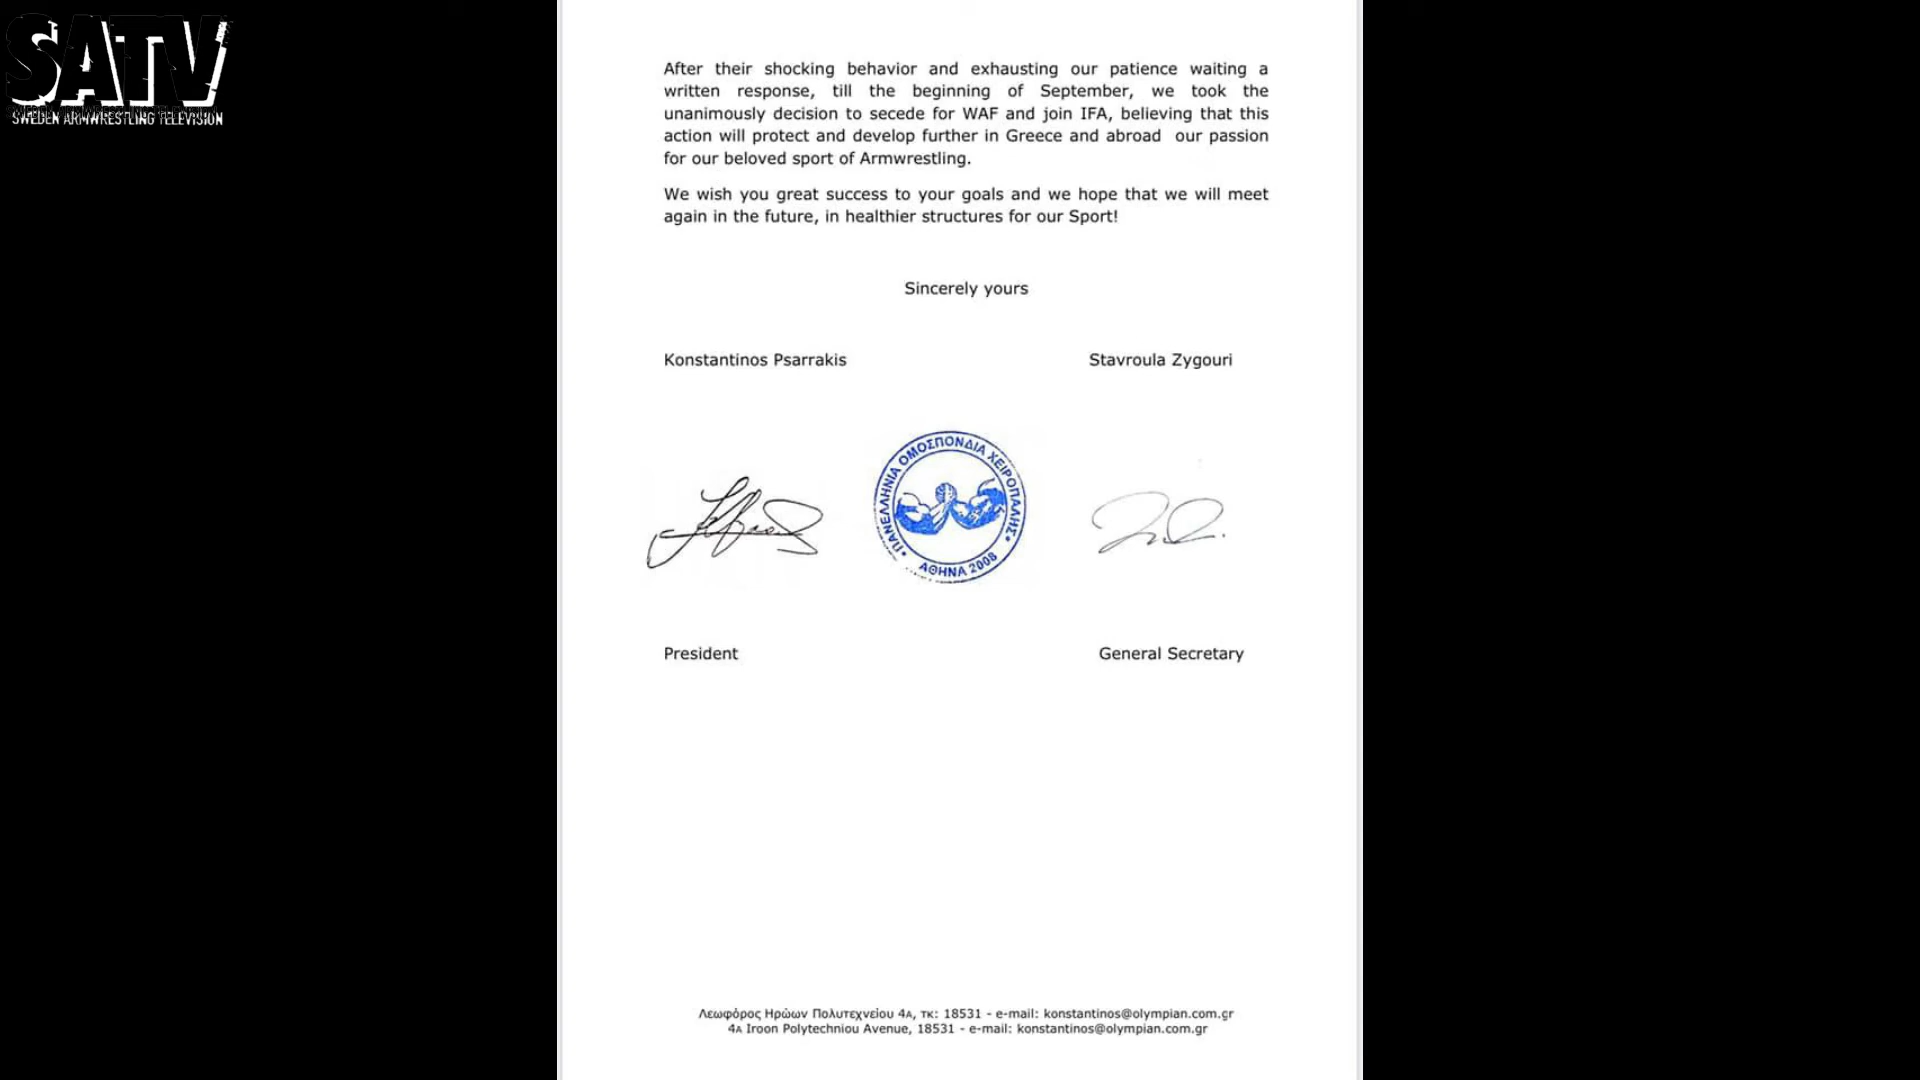 SATV
SWEDEN ARMWRESTLING TELEVISION
After their shocking behavior and exhausting our patience waiting a
written response, till the beginning of September, we took the
unanimously decision to secede for WAF and join IFA, believing that this
action will protect and develop further in Greece and abroad our passion
for our beloved sport of Armwrestling.
We wish you great success to your goals and we hope that we will meet
again in the future, in healthier structures for our Sport!
Sincerely yours
Konstantinos Psarrakis
Stavroula Zygouri
•ΠΑΝΕΛΛΗΝΙΑ ΟΜΟΣΠΟΝΔΙΑ ΧΕΙΡΟΠΑΛΗΣ•
ΑΘΗΝΑ 2008
President
General Secretary
Λεωφόρος Ηρώων Πολυτεχνείου 4Α, τκ: 18531 - e-mail: konstantinos@olympian.com.gr
4A Iroon Polytechniou Avenue, 18531 - e-mail: konstantinos@olympian.com.gr